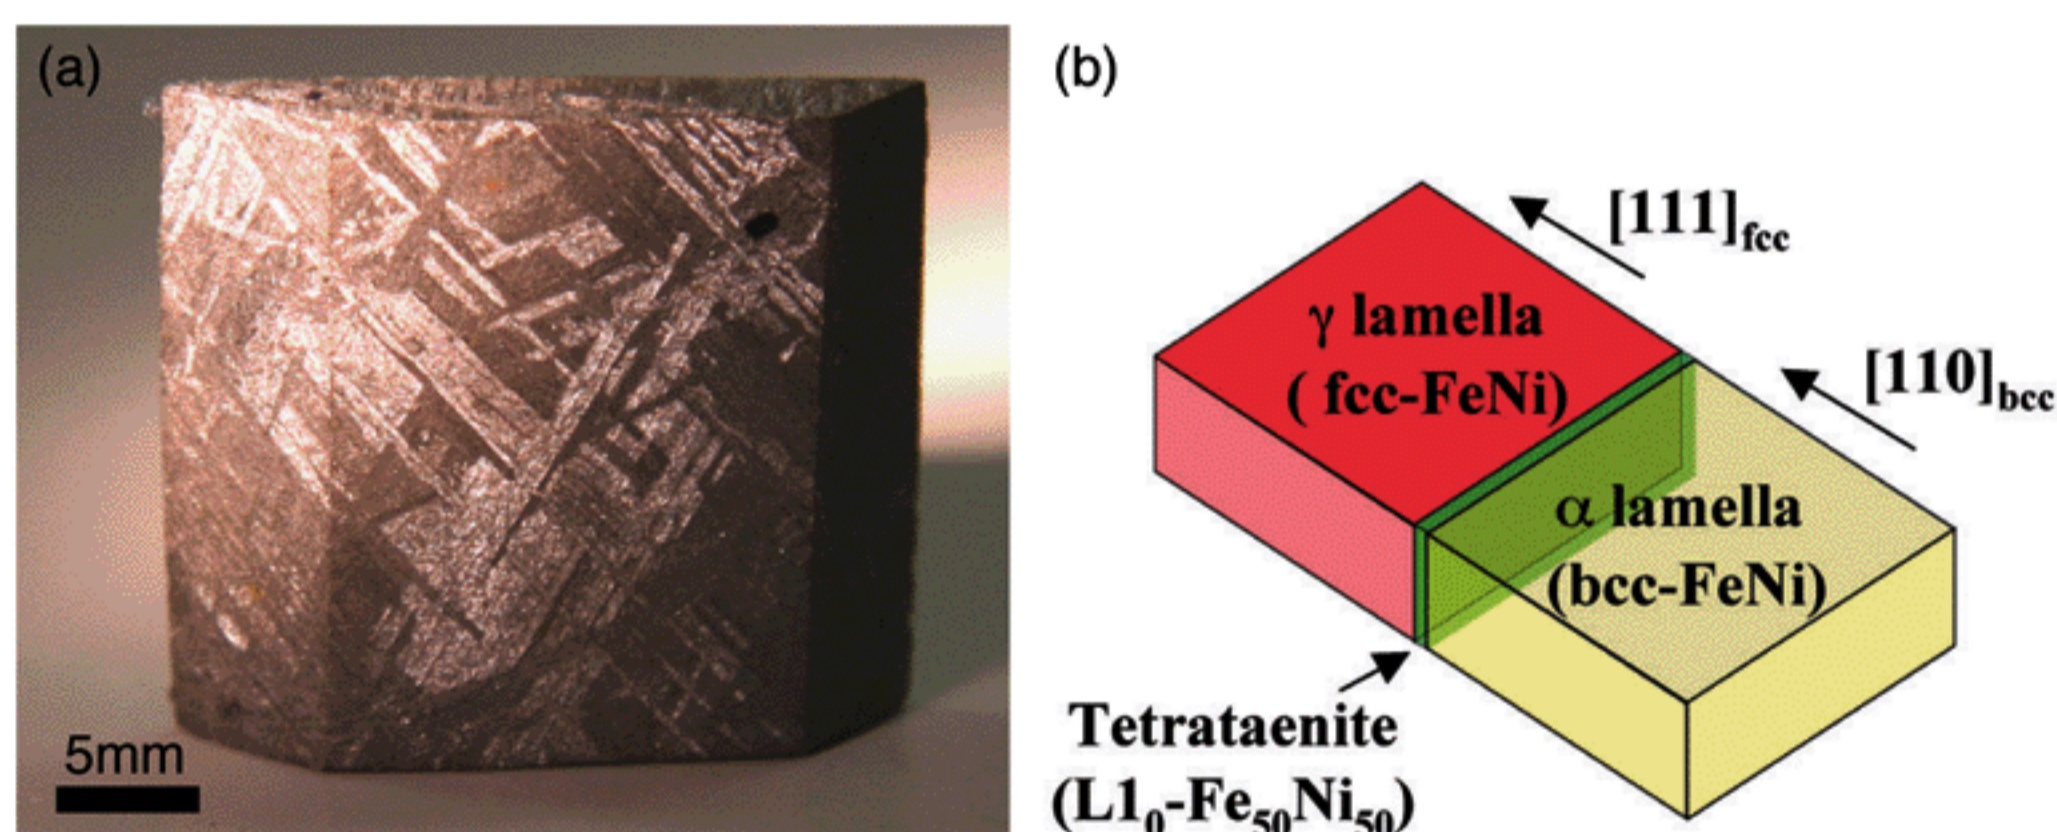 (a)
5mm
(b)
[111]fcc
γ lamella
( fcc-FeNi)
[110]bcc
α lamella
(bcc-FeNi)
Tetrataenite
(L1₀-Fe₅₀Ni₅₀)